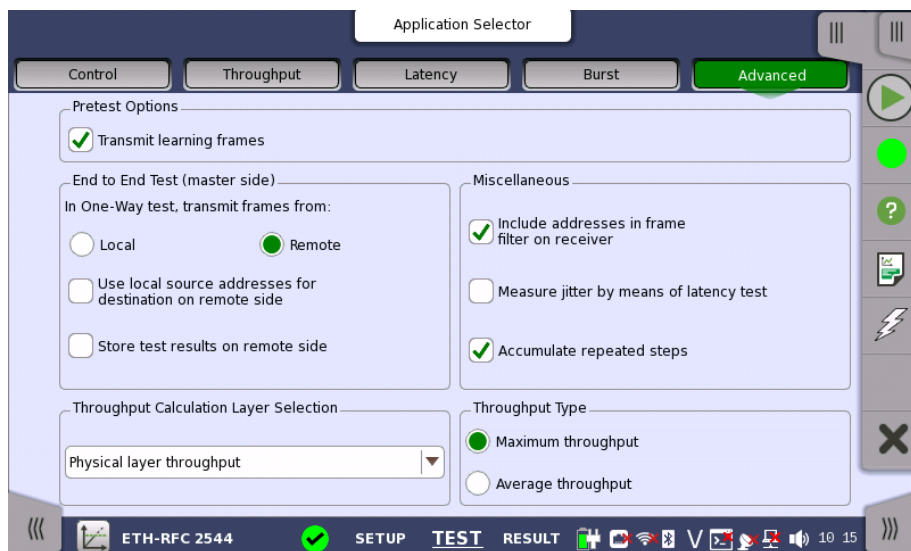 Application Selector
Control
Throughput
Latency
Burst
Advanced
Pretest Options
Transmit learning frames
End to End Test (master side)
In One-Way test, transmit frames from:
Local
Remote
Use local source addresses for
destination on remote side
Store test results on remote side
Miscellaneous
Include addresses in frame
filter on receiver
Measure jitter by means of latency test
Accumulate repeated steps
Throughput Calculation Layer Selection
Physical layer throughput
Throughput Type
Maximum throughput
Average throughput
ETH-RFC 2544
SETUP
TEST
RESULT
V
10 15